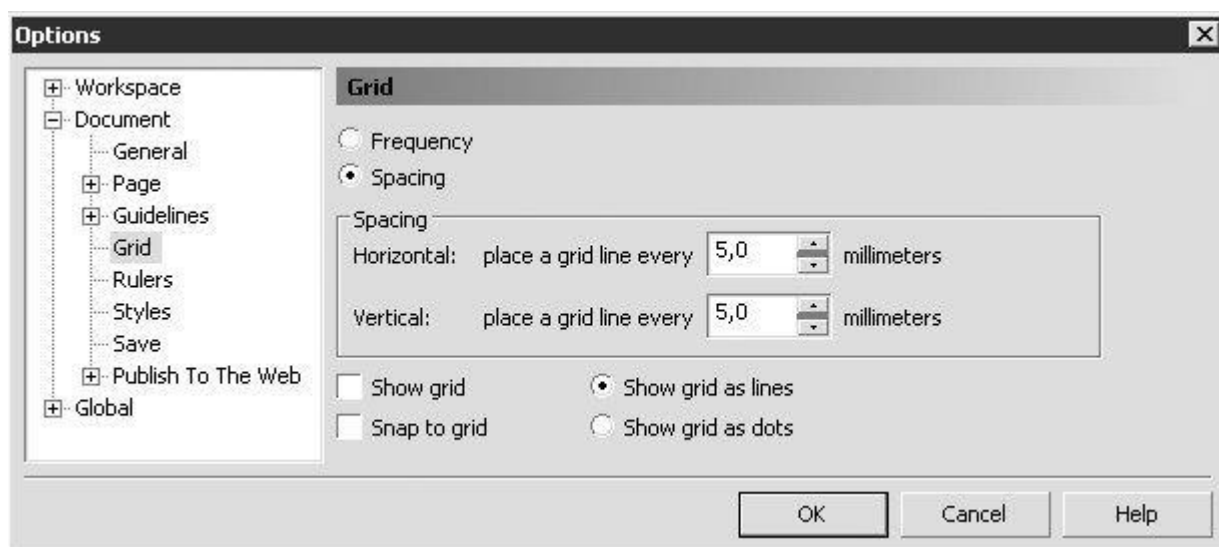 Options
Workspace
Document
General
Page
Guidelines
Grid
Rulers
Styles
Save
Publish To The Web
Global
Grid
Frequency
Spacing
Spacing
Horizontal: place a grid line every 5,0 millimeters
Vertical: place a grid line every 5,0 millimeters
Show grid Show grid as lines
Snap to grid Show grid as dots
OK Cancel Help